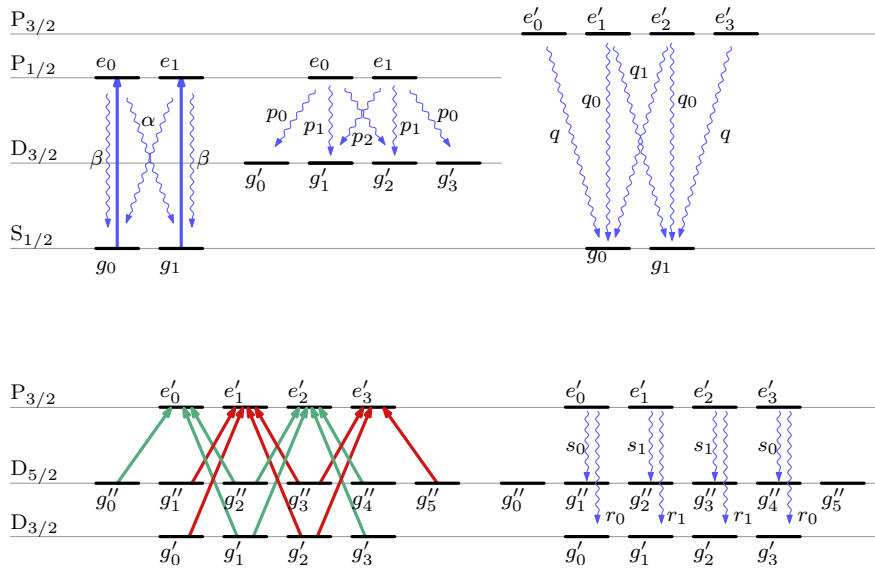 P3/2 e′0 e′1 e′2 e′3
P1/2 e0 e1 e0 e1
q1
q0 q0
α p0 p1 p2 p1 p0
q q
D3/2 β β
g′0 g′1 g′2 g′3
S1/2
g0 g1 g0 g1
P3/2 e′0 e′1 e′2 e′3 e′0 e′1 e′2 e′3
s0 s1 s1 s0
D5/2
g″0 g″1 g″2 g″3 g″4 g″5 g″0 g″1 g″2 g″3 g″4 g″5
D3/2 r0 r1 r1 r0
g′0 g′1 g′2 g′3 g′0 g′1 g′2 g′3